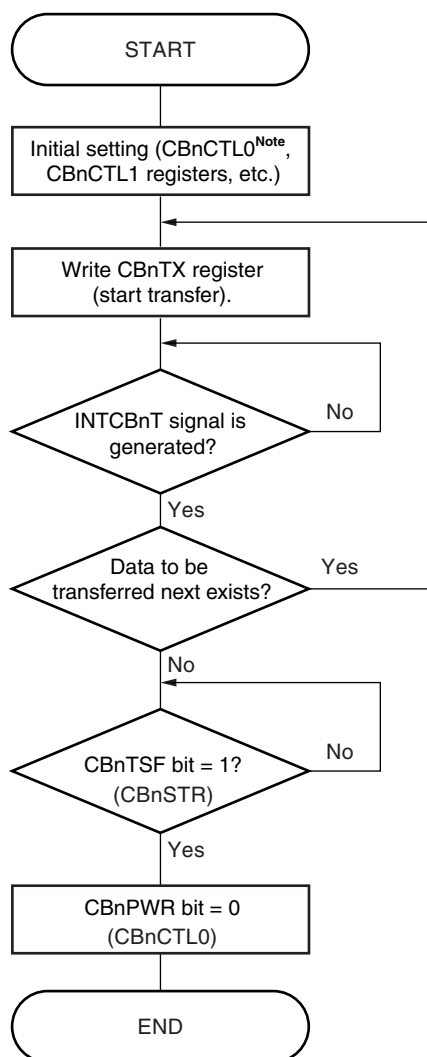 START
Initial setting (CBnCTL0Note,
CBnCTL1 registers, etc.)
Write CBnTX register
(start transfer).
INTCBnT signal is
generated?
No
Yes
Data to be
transferred next exists?
Yes
No
CBnTSF bit = 1?
(CBnSTR)
No
Yes
CBnPWR bit = 0
(CBnCTL0)
END